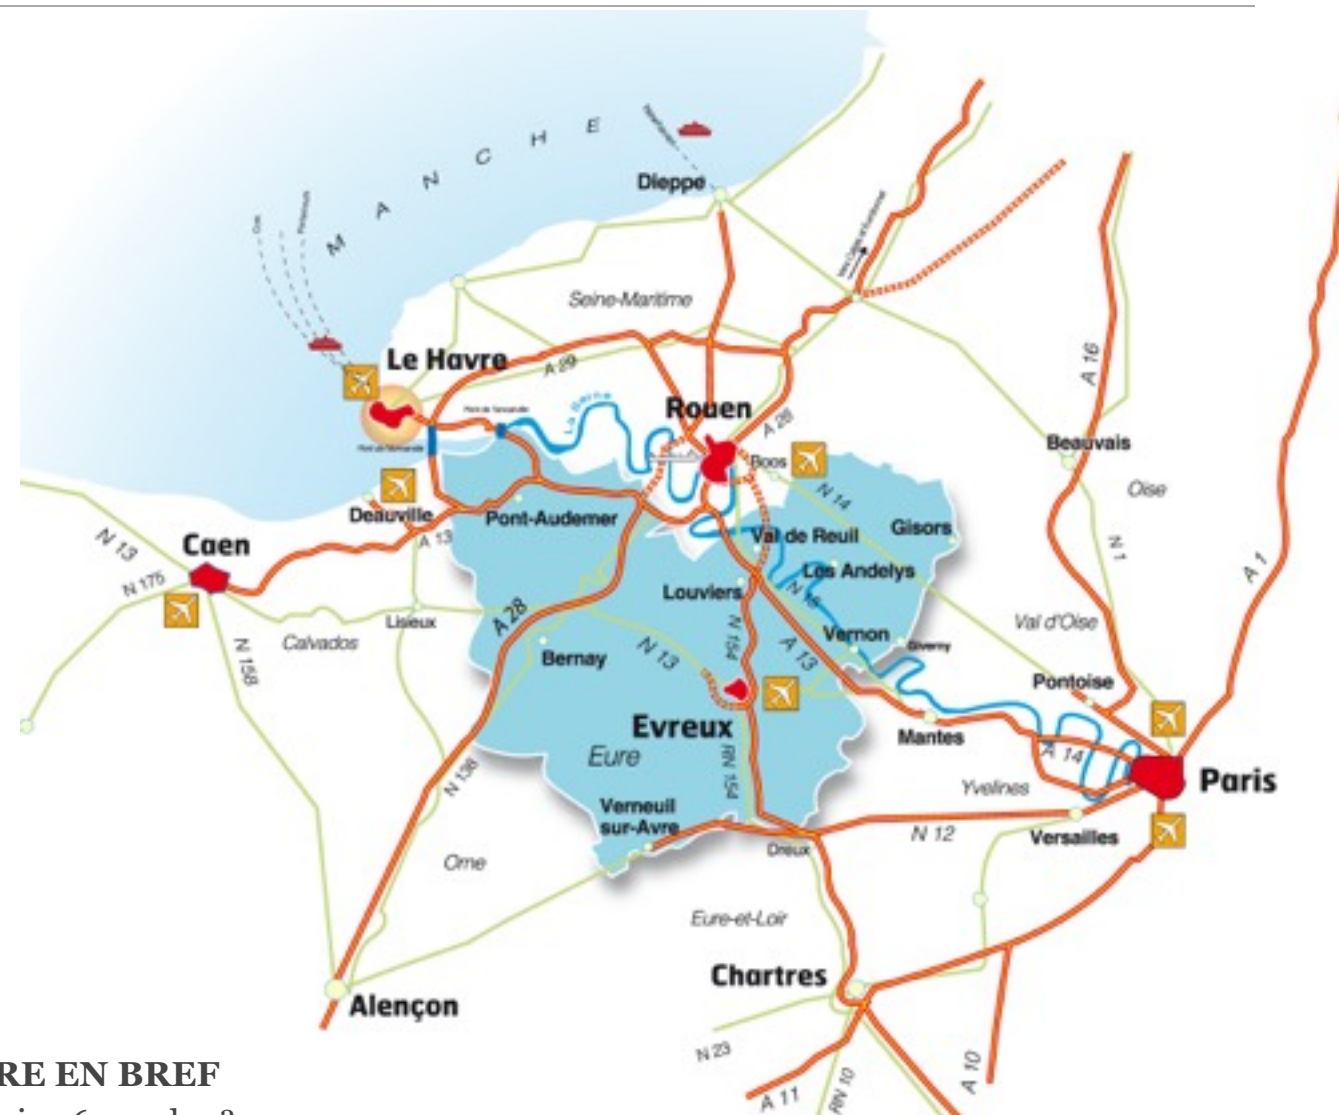 M A N C H E
Dieppe
Seine-Maritime
Le Havre
A 29
La Seine
Rouen
A 28
Boos
N 14
A 16
Beauvais
Oise
N 1
A 1
Deauville
A 13
Pont-Audemer
Val de Reuil
Gisors
Caen
N 13
N 175
N 158
Calvados
Lisieux
A 28
Louviers
Les Andelys
N 15
Vernon
Giverny
Val d'Oise
Bernay
N 13
N 154
A 13
Pontoise
Evreux
Eure
RN 154
Mantes
A 14
Paris
Yvelines
N 138
Verneuil
sur-Avre
Dreux
N 12
Versailles
Orne
Eure-et-Loir
Chartres
Alençon
N 23
A 11
RN 10
A 10
RE EN BREF